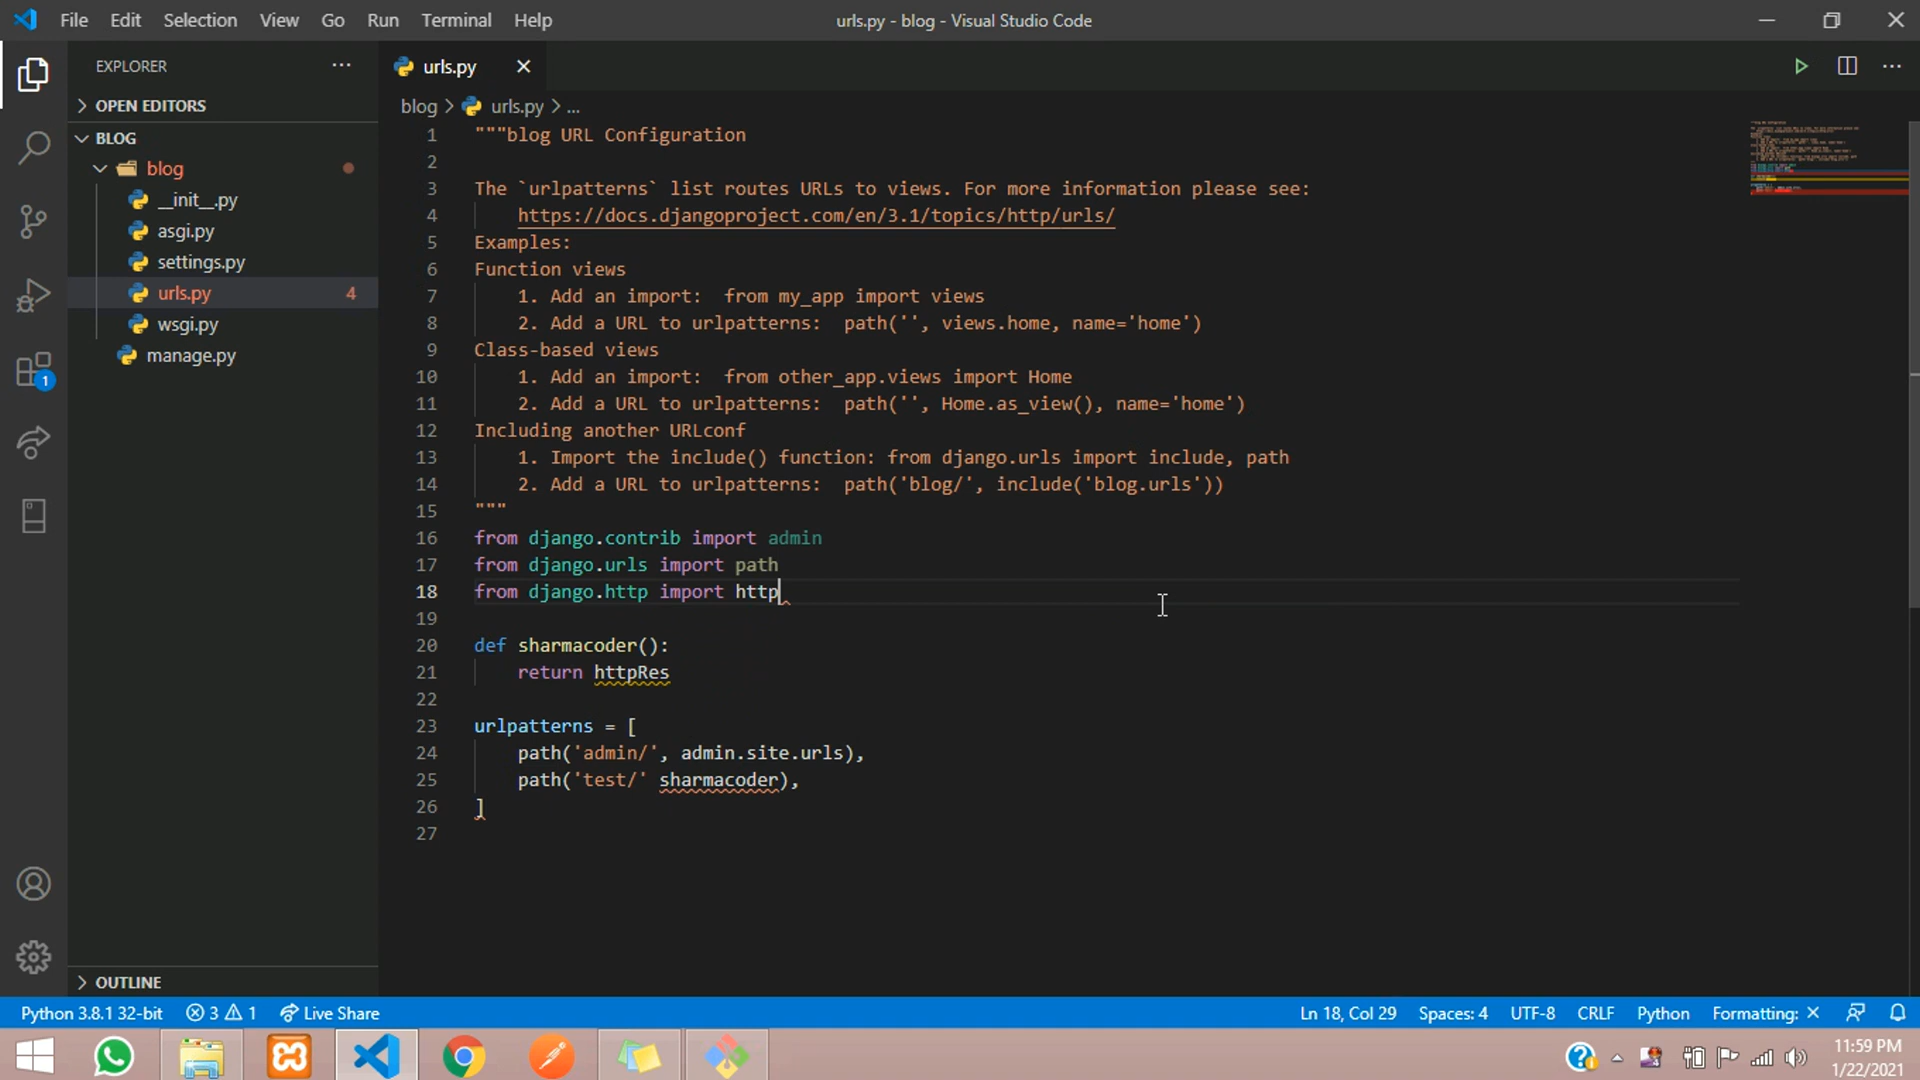 File Edit Selection View Go Run Terminal Help
urls.py - blog - Visual Studio Code
EXPLORER
OPEN EDITORS
BLOG
blog
__init__.py
asgi.py
settings.py
urls.py 4
wsgi.py
manage.py
OUTLINE
1
urls.py
blog > urls.py > ...
1 """blog URL Configuration
2
3 The `urlpatterns` list routes URLs to views. For more information please see:
4 https://docs.djangoproject.com/en/3.1/topics/http/urls/
5 Examples:
6 Function views
7 1. Add an import:  from my_app import views
8 2. Add a URL to urlpatterns:  path('', views.home, name='home')
9 Class-based views
10 1. Add an import:  from other_app.views import Home
11 2. Add a URL to urlpatterns:  path('', Home.as_view(), name='home')
12 Including another URLconf
13 1. Import the include() function: from django.urls import include, path
14 2. Add a URL to urlpatterns:  path('blog/', include('blog.urls'))
15 """
16 from django.contrib import admin
17 from django.urls import path
18 from django.http import http
19
20 def sharmacoder():
21 return httpRes
22
23 urlpatterns = [
24 path('admin/', admin.site.urls),
25 path('test/' sharmacoder),
26 ]
27
Python 3.8.1 32-bit 3 1 Live Share
Ln 18, Col 29 Spaces: 4 UTF-8 CRLF Python Formatting: ×
11:59 PM
1/22/2021